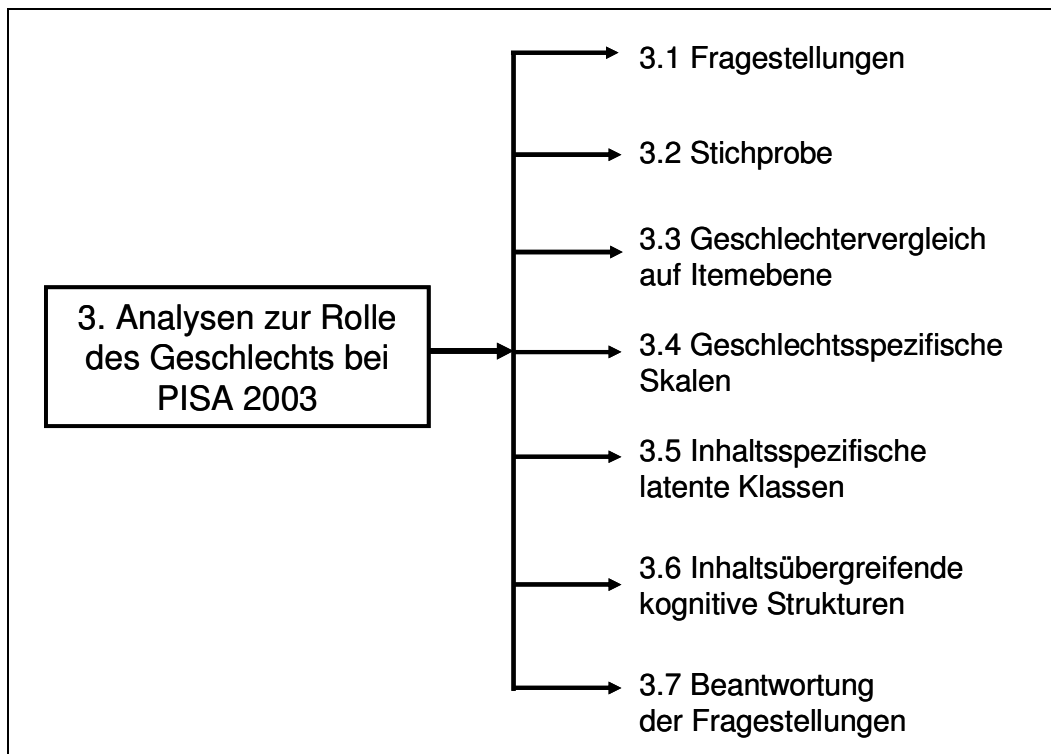 3.1 Fragestellungen
3.2 Stichprobe
3.3 Geschlechtervergleich
auf Itemebene
3. Analysen zur Rolle
des Geschlechts bei
PISA 2003
3.4 Geschlechtsspezifische
Skalen
3.5 Inhaltsspezifische
latente Klassen
3.6 Inhaltsübergreifende
kognitive Strukturen
3.7 Beantwortung
der Fragestellungen